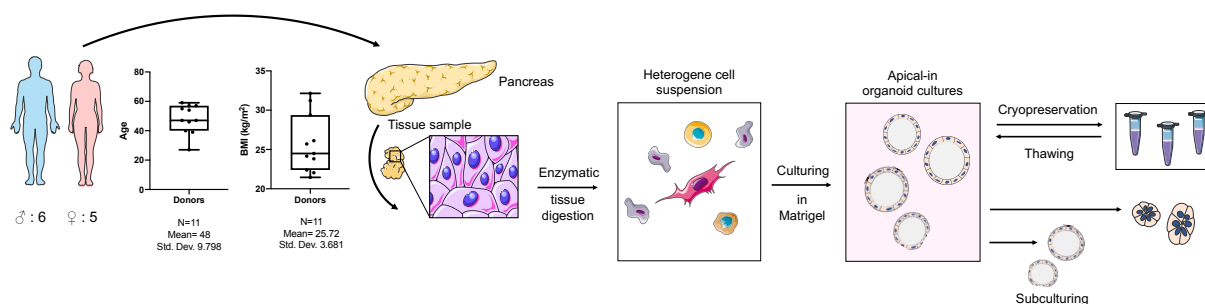 ♂ : 6
♀ : 5
Age
80
60
40
20
0
Donors
N=11
Mean= 48
Std. Dev. 9.798
BMI (kg/m²)
35
30
25
20
Donors
N=11
Mean= 25.72
Std. Dev. 3.681
Pancreas
Tissue sample
Enzymatic
tissue
digestion
Heterogene cell
suspension
Culturing
in
Matrigel
Apical-in
organoid cultures
Cryopreservation
Thawing
Subculturing